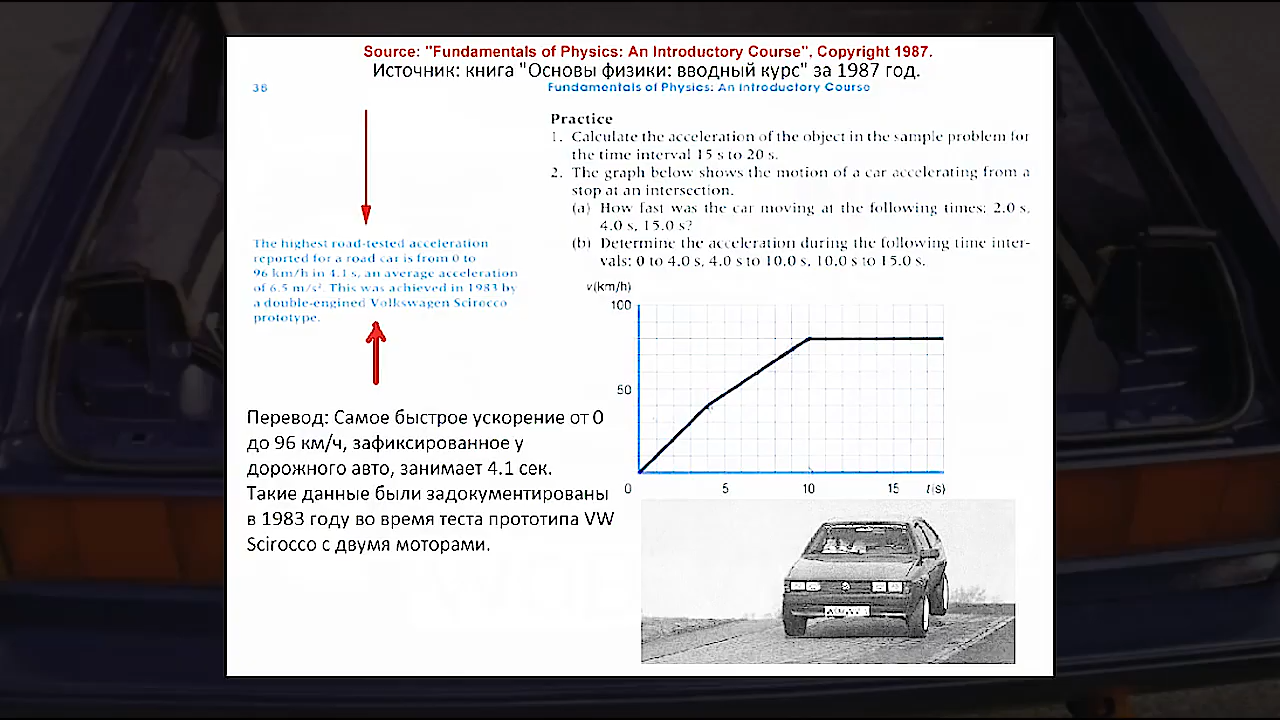 Source: "Fundamentals of Physics: An Introductory Course". Copyright 1987.
Источник: книга "Основы физики: вводный курс" за 1987 год.
38
Fundamentals of Physics: An Introductory Course
Practice
1. Calculate the acceleration of the object in the sample problem for
the time interval 15 s to 20 s.
2. The graph below shows the motion of a car accelerating from a
stop at an intersection.
(a) How fast was the car moving at the following times: 2.0 s,
4.0 s, 15.0 s?
(b) Determine the acceleration during the following time inter-
vals: 0 to 4.0 s, 4.0 s to 10.0 s, 10.0 s to 15.0 s.
The highest road-tested acceleration
reported for a road car is from 0 to
96 km/h in 4.1 s, an average acceleration
of 6.5 m/s². This was achieved in 1983 by
a double-engined Volkswagen Scirocco
prototype.
v(km/h)
100
50
0
5
10
15
t(s)
Перевод: Самое быстрое ускорение от 0
до 96 км/ч, зафиксированное у
дорожного авто, занимает 4.1 сек.
Такие данные были задокументированы
в 1983 году во время теста прототипа VW
Scirocco с двумя моторами.